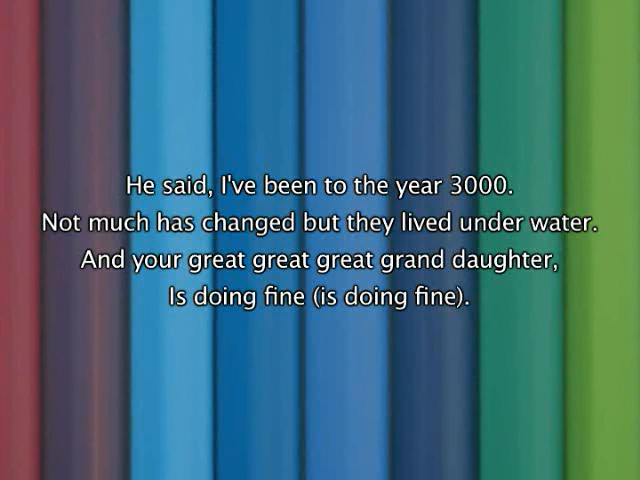 He said, I've been to the year 3000.
Not much has changed but they lived under water.
And your great great great grand daughter,
Is doing fine (is doing fine).